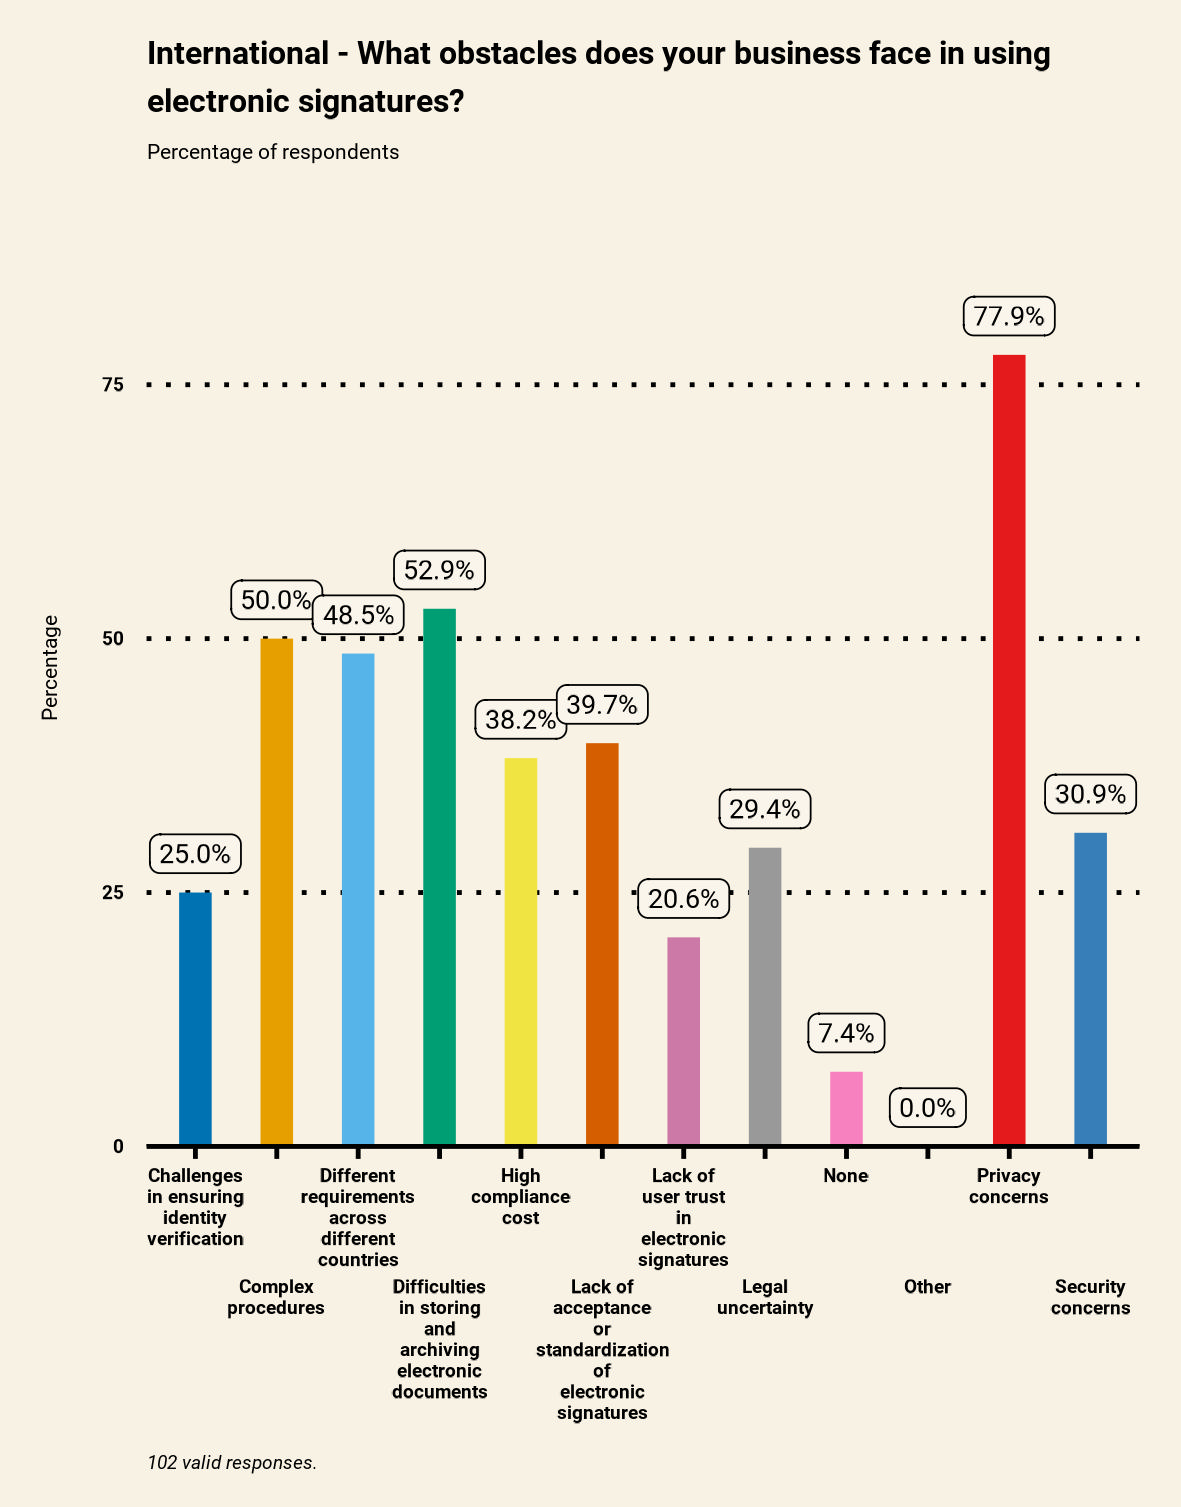 International - What obstacles does your business face in using
electronic signatures?
Percentage of respondents
Percentage
75
50
25
0
25.0%
50.0%
48.5%
52.9%
38.2%
39.7%
20.6%
29.4%
7.4%
0.0%
77.9%
30.9%
Challenges
in ensuring
identity
verification
Complex
procedures
Different
requirements
across
different
countries
Difficulties
in storing
and
archiving
electronic
documents
High
compliance
cost
Lack of
acceptance
or
standardization
of
electronic
signatures
Lack of
user trust
in
electronic
signatures
Legal
uncertainty
None
Other
Privacy
concerns
Security
concerns
102 valid responses.